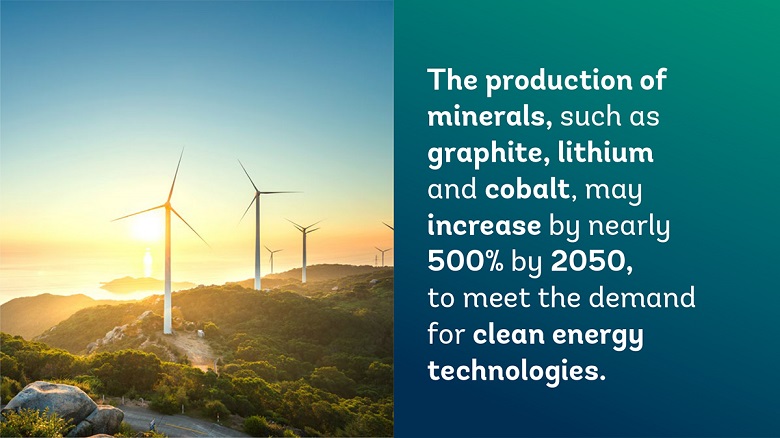 The production of
minerals, such as
graphite, lithium
and cobalt, may
increase by nearly
500% by 2050,
to meet the demand
for clean energy
technologies.